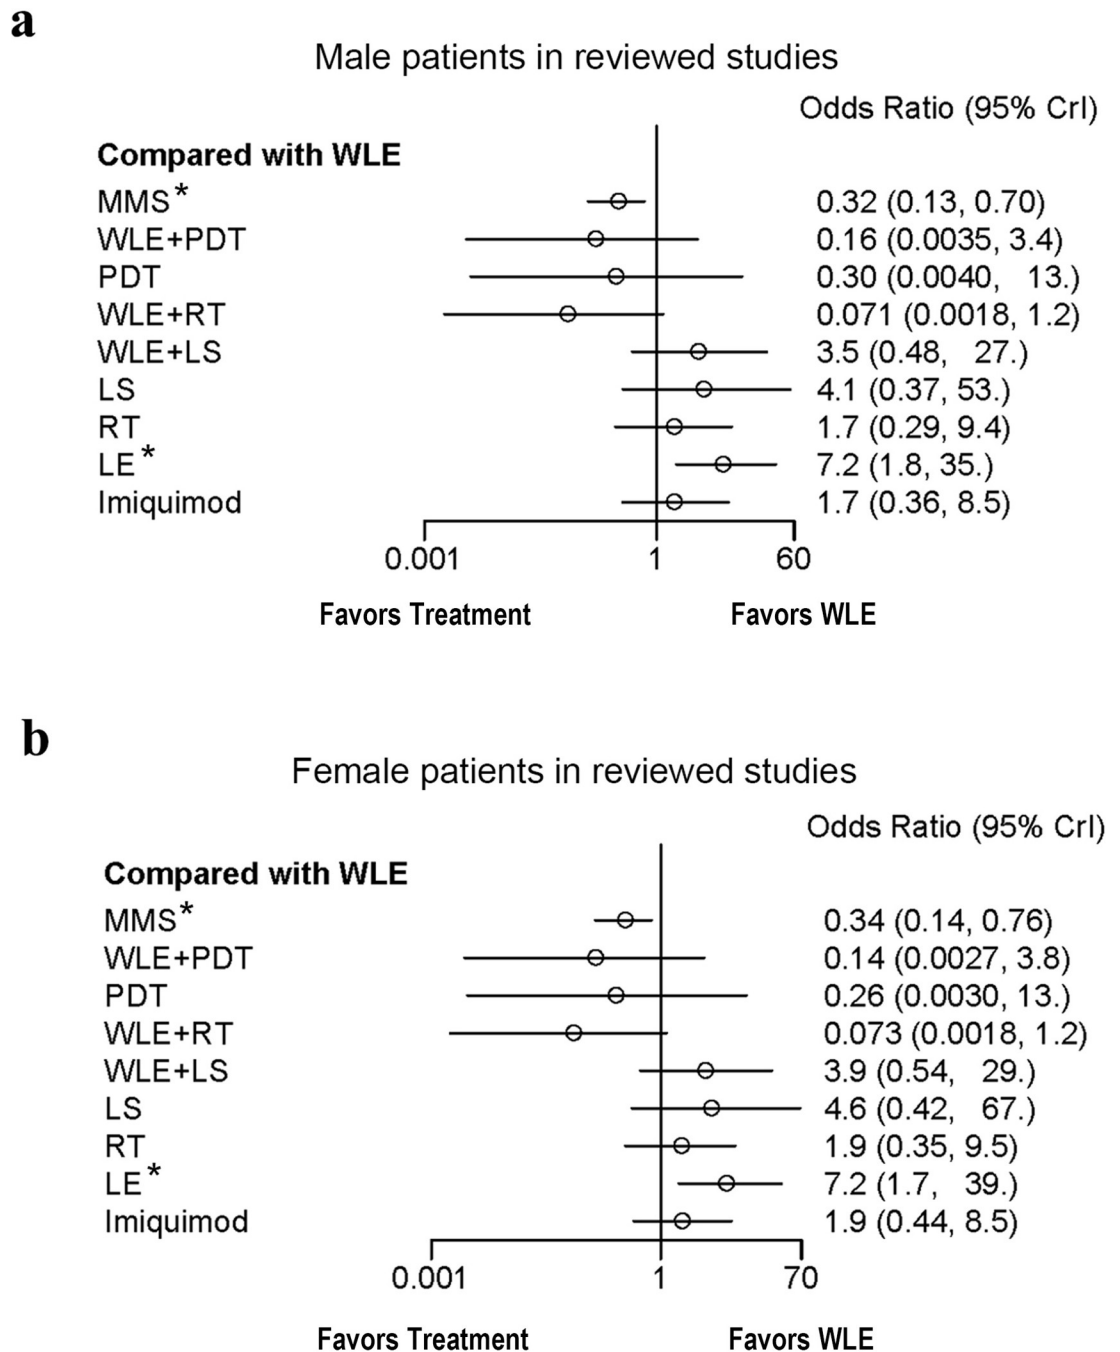 a
Male patients in reviewed studies
Odds Ratio (95% CrI)
Compared with WLE
MMS* 0.32 (0.13, 0.70)
WLE+PDT 0.16 (0.0035, 3.4)
PDT 0.30 (0.0040, 13.)
WLE+RT 0.071 (0.0018, 1.2)
WLE+LS 3.5 (0.48, 27.)
LS 4.1 (0.37, 53.)
RT 1.7 (0.29, 9.4)
LE* 7.2 (1.8, 35.)
Imiquimod 1.7 (0.36, 8.5)
0.001 1 60
Favors Treatment Favors WLE
b
Female patients in reviewed studies
Odds Ratio (95% CrI)
Compared with WLE
MMS* 0.34 (0.14, 0.76)
WLE+PDT 0.14 (0.0027, 3.8)
PDT 0.26 (0.0030, 13.)
WLE+RT 0.073 (0.0018, 1.2)
WLE+LS 3.9 (0.54, 29.)
LS 4.6 (0.42, 67.)
RT 1.9 (0.35, 9.5)
LE* 7.2 (1.7, 39.)
Imiquimod 1.9 (0.44, 8.5)
0.001 1 70
Favors Treatment Favors WLE